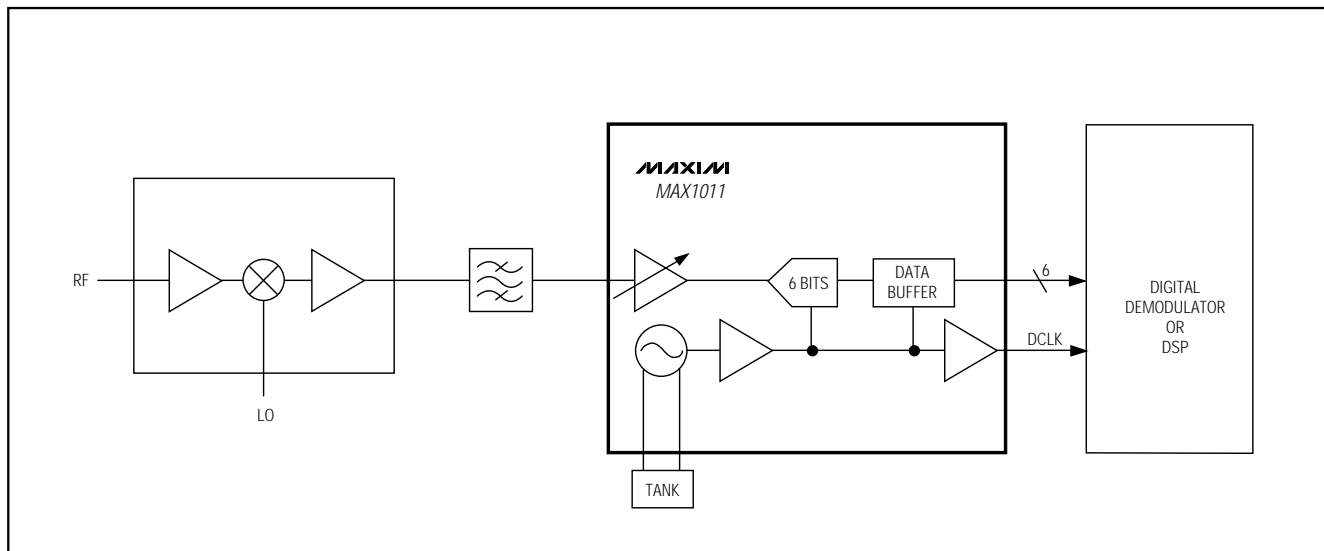 MAXIM
MAX1011
RF
LO
6 BITS
DATA
BUFFER
6
DCLK
TANK
DIGITAL
DEMODULATOR
OR
DSP